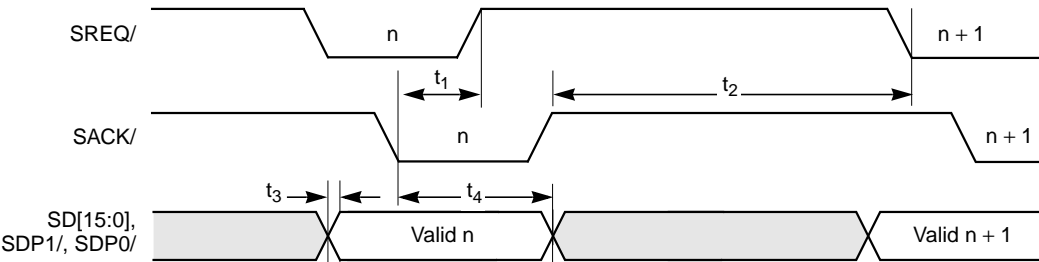 SREQ/
n
n + 1
t1
t2
SACK/
n
n + 1
t3
t4
SD[15:0],
SDP1/, SDP0/
Valid n
Valid n + 1